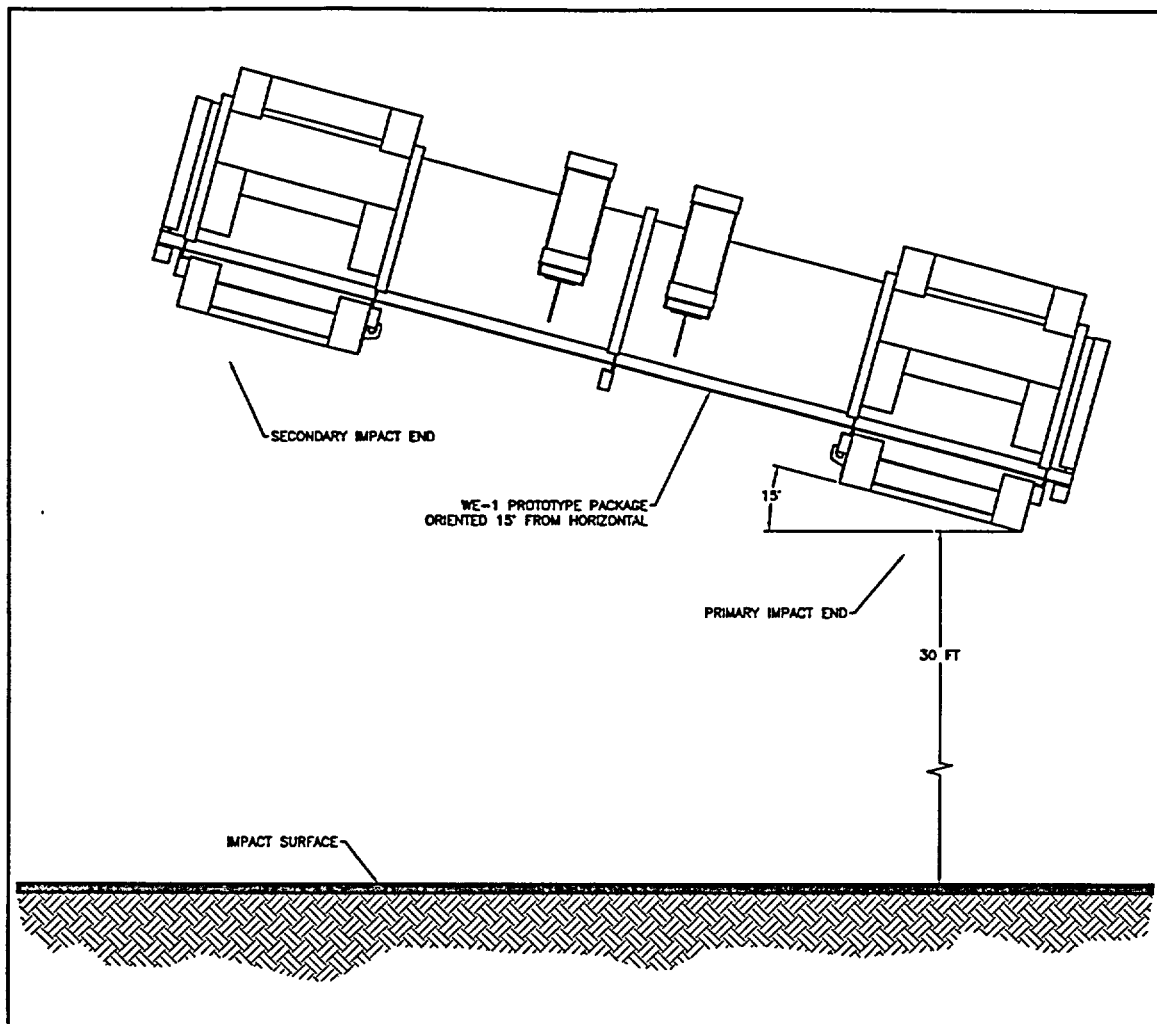 SECONDARY IMPACT END
WE-1 PROTOTYPE PACKAGE
ORIENTED 15° FROM HORIZONTAL
15°
PRIMARY IMPACT END
30 FT
IMPACT SURFACE